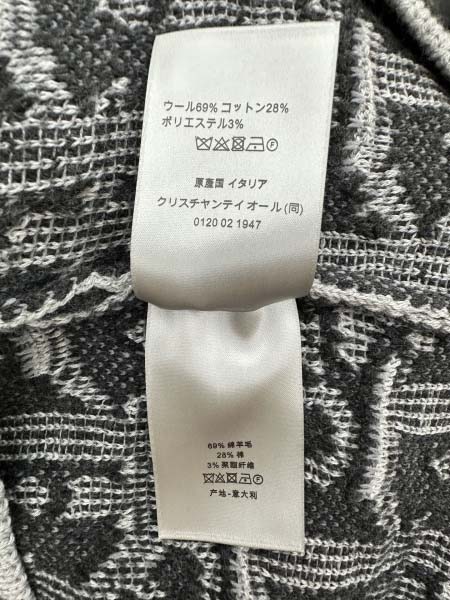 ウール69% コットン28%
ポリエステル3%
原産国 イタリア
クリスチャンディオール(同)
0120 02 1947
69% 绵羊毛
28% 棉
3% 聚酯纤维
产地-意大利